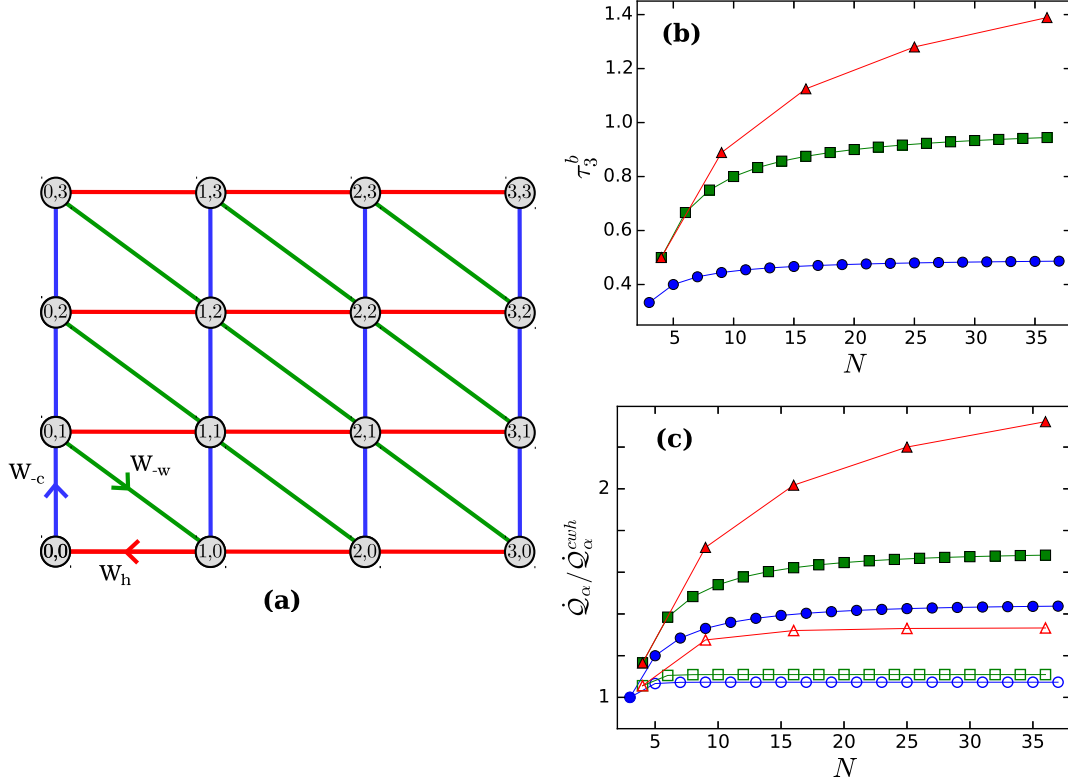 0,3 1,3 2,3 3,3
0,2 1,2 2,2 3,2
0,1 1,1 2,1 3,1
W-c
W-w
0,0 1,0 2,0 3,0
Wh
(a)
(b)
1.4
1.2
1.0
0.8
0.6
0.4
τ₃ᵇ
5 10 15 20 25 30 35
N
(c)
2
1
Q̇α/Q̇αcwh
5 10 15 20 25 30 35
N